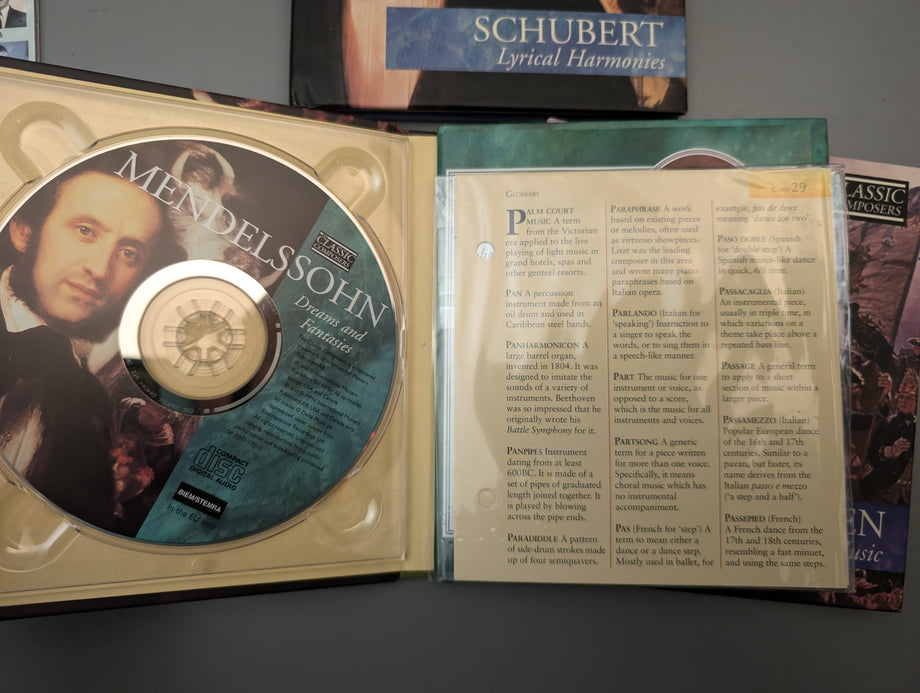 SCHUBERT
Lyrical Harmonies
MENDELSSOHN
CLASSIC
COMPOSERS
Dreams and
Fantasies
COMPACT
disc
DIGITAL AUDIO
BIEM/STEMRA
In the EU
GLOSSARY
CARD 29
PALM COURT
MUSIC A term
from the Victorian
era applied to the live
playing of light music in
grand hotels, spas and
other genteel resorts.
PAN A percussion
instrument made from an
oil drum and used in
Caribbean steel bands.
PANHARMONICON A
large barrel organ,
invented in 1804. It was
designed to imitate the
sounds of a variety of
instruments. Beethoven
was so impressed that he
originally wrote his
Battle Symphony for it.
PANPIPES Instrument
dating from at least
600BC. It is made of a
set of pipes of graduated
length joined together. It
is played by blowing
across the pipe ends.
PARADIDDLE A pattern
of side-drum strokes made
up of four semiquavers.
PARAPHRASE A work
based on existing pieces
or melodies, often used
as virtuoso showpieces.
Liszt was the leading
composer in this area
and wrote many piano
paraphrases based on
Italian opera.
PARLANDO (Italian for
‘speaking’) Instruction to
a singer to speak the
words, or to sing them in
a speech-like manner.
PART The music for one
instrument or voice, as
opposed to a score,
which is the music for all
instruments and voices.
PARTSONG A generic
term for a piece written
for more than one voice.
Specifically, it means
choral music which has
no instrumental
accompaniment.
PAS (French for ‘step’) A
term to mean either a
dance or a dance step.
Mostly used in ballet, for
example, pas de deux
meaning ‘dance for two’.
PASO DOBLE (Spanish
for ‘double step’) A
Spanish march-like dance
in quick, 6/8 time.
PASSACAGLIA (Italian)
An instrumental piece,
usually in triple time, in
which variations on a
theme take place above a
repeated bass line.
PASSAGE A general term
to apply to a short
section of music within a
larger piece.
PASSAMEZZO (Italian)
Popular European dance
of the 16th and 17th
centuries. Similar to a
pavan, but faster, its
name derives from the
Italian passo e mezzo
(‘a step and a half’).
PASSEPIED (French)
A French dance from the
17th and 18th centuries,
resembling a fast minuet,
and using the same steps.
CLASSIC
COMPOSERS
EN
usic